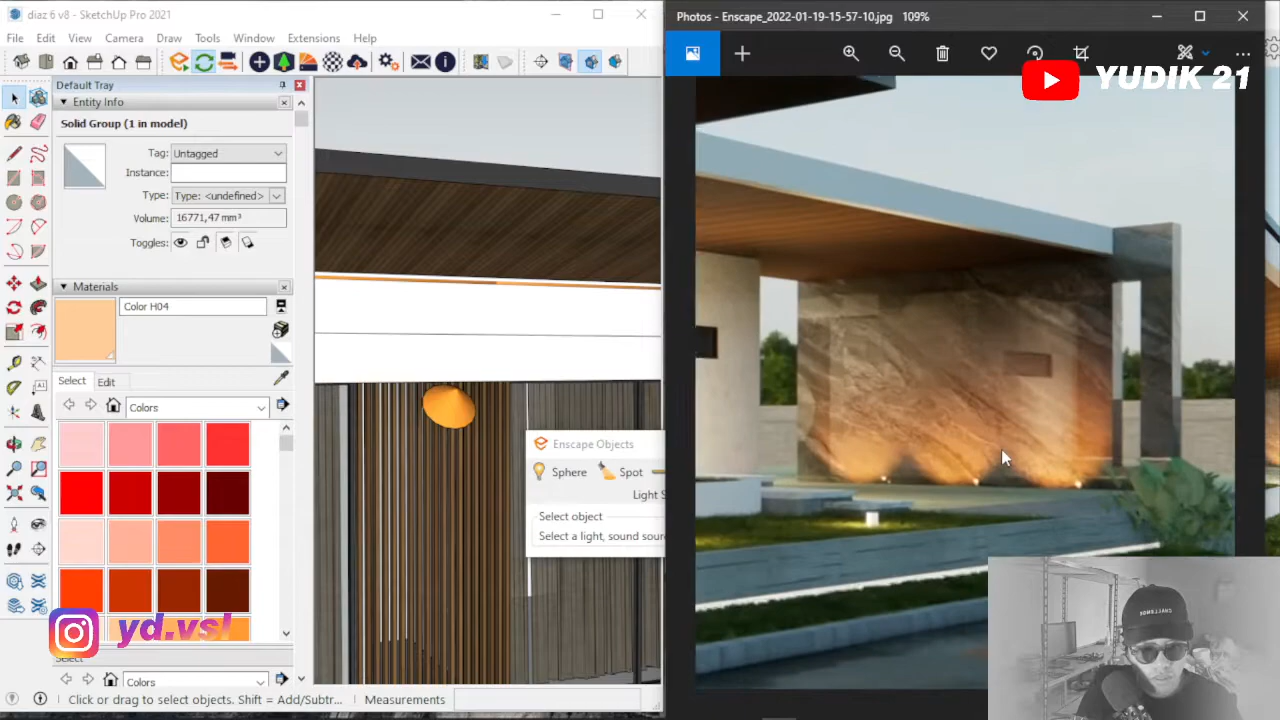 diaz 6 v8 - SketchUp Pro 2021
File Edit View Camera Draw Tools Window Extensions Help
Default Tray
Entity Info
Solid Group (1 in model)
Tag: Untagged
Instance:
Type: Type: <undefined>
Volume: 16771,47 mm³
Toggles:
Materials
Color H04
Select Edit
Colors
Select
Colors
Click or drag to select objects. Shift = Add/Subtr...
Measurements
Enscape Objects
Sphere Spot
Light S
Select object
Select a light, sound sour
Photos - Enscape_2022-01-19-15-57-10.jpg 109%
YUDIK 21
yd.vsl
CHALLENGE